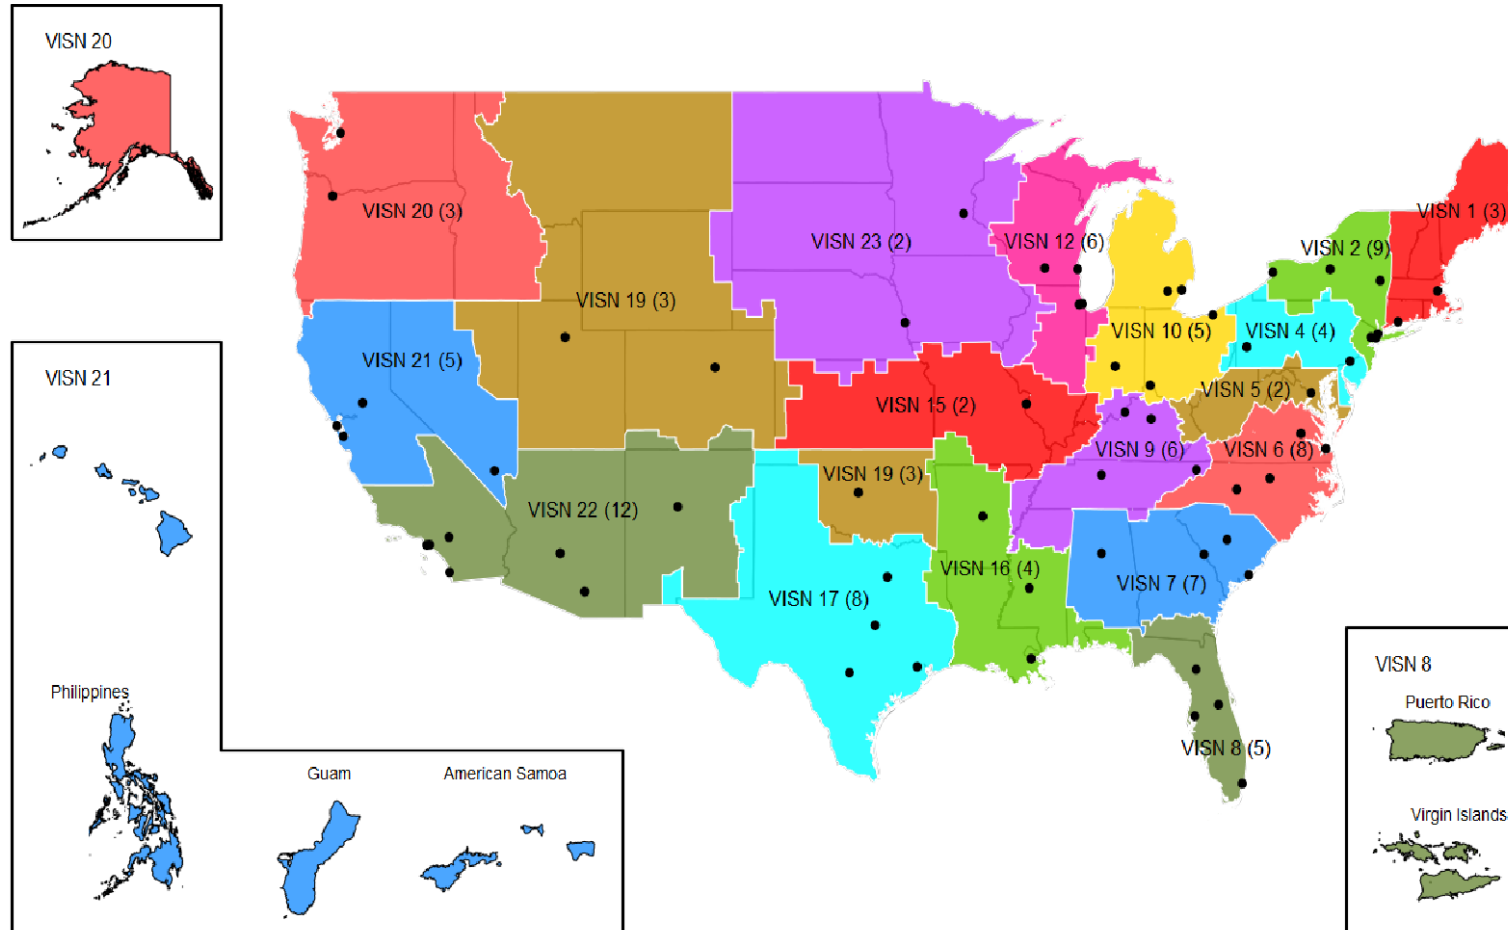 VISN 20
VISN 1 (3)
VISN 20 (3)
VISN 23 (2)
VISN 12 (6)
VISN 2 (9)
VISN 19 (3)
VISN 10 (5)
VISN 4 (4)
VISN 21
VISN 21 (5)
VISN 5 (2)
VISN 15 (2)
VISN 9 (6)
VISN 6 (8)
VISN 19 (3)
VISN 22 (12)
VISN 16 (4)
VISN 7 (7)
VISN 17 (8)
VISN 8
Philippines
Puerto Rico
VISN 8 (5)
Guam
American Samoa
Virgin Islands